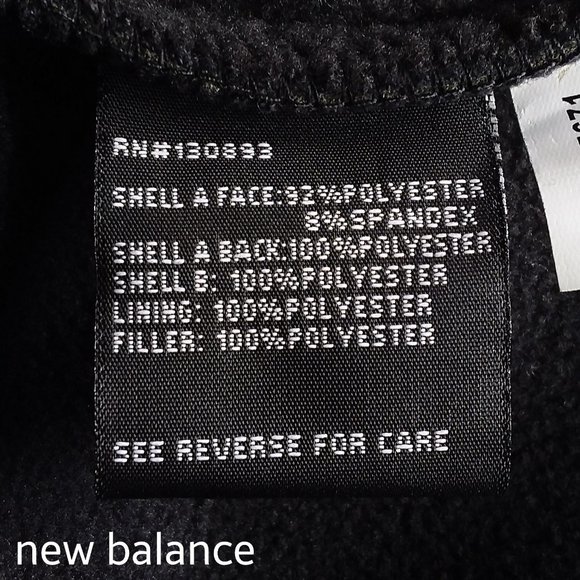 RN#130893
SHELL A FACE:92%POLYESTER
8%SPANDEX
SHELL A BACK:100%POLYESTER
SHELL B: 100%POLYESTER
LINING: 100%POLYESTER
FILLER: 100%POLYESTER
SEE REVERSE FOR CARE
new balance